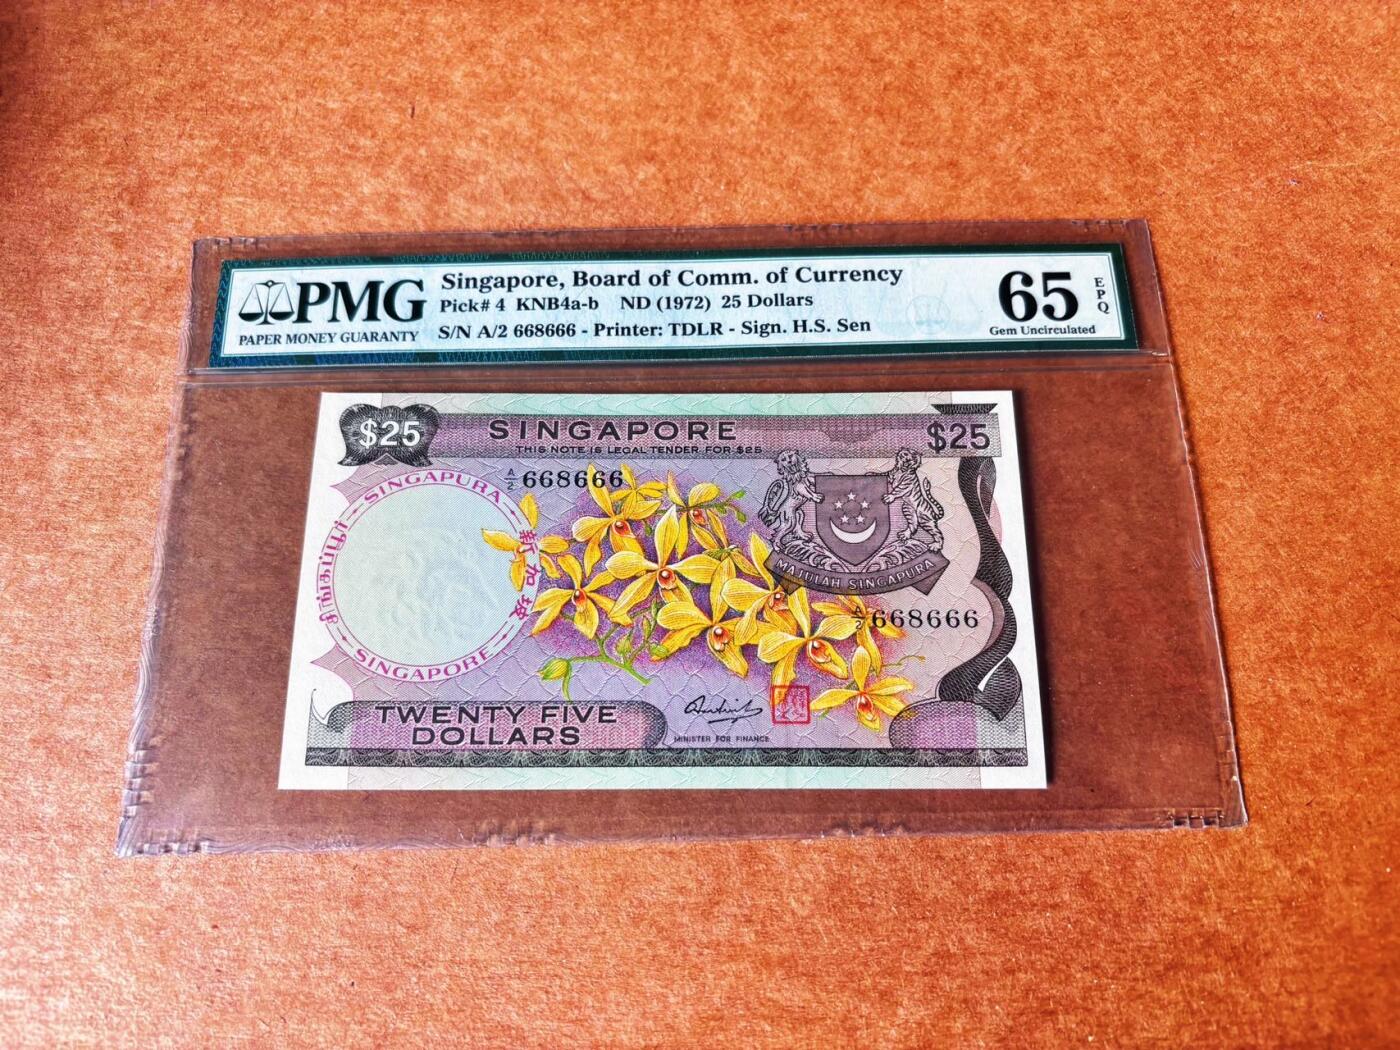 PMG
PAPER MONEY GUARANTY
Singapore, Board of Comm. of Currency
Pick# 4 KNB4a-b ND (1972) 25 Dollars
S/N A/2 668666 - Printer: TDLR - Sign. H.S. Sen
65
EPQ
Gem Uncirculated
$25
SINGAPORE
THIS NOTE IS LEGAL TENDER FOR $25
$25
A/2 668666
SINGAPURA
சிங்கப்பூர்
新加坡
SINGAPORE
MAJULAH SINGAPURA
A/2 668666
TWENTY FIVE
DOLLARS
MINISTER FOR FINANCE